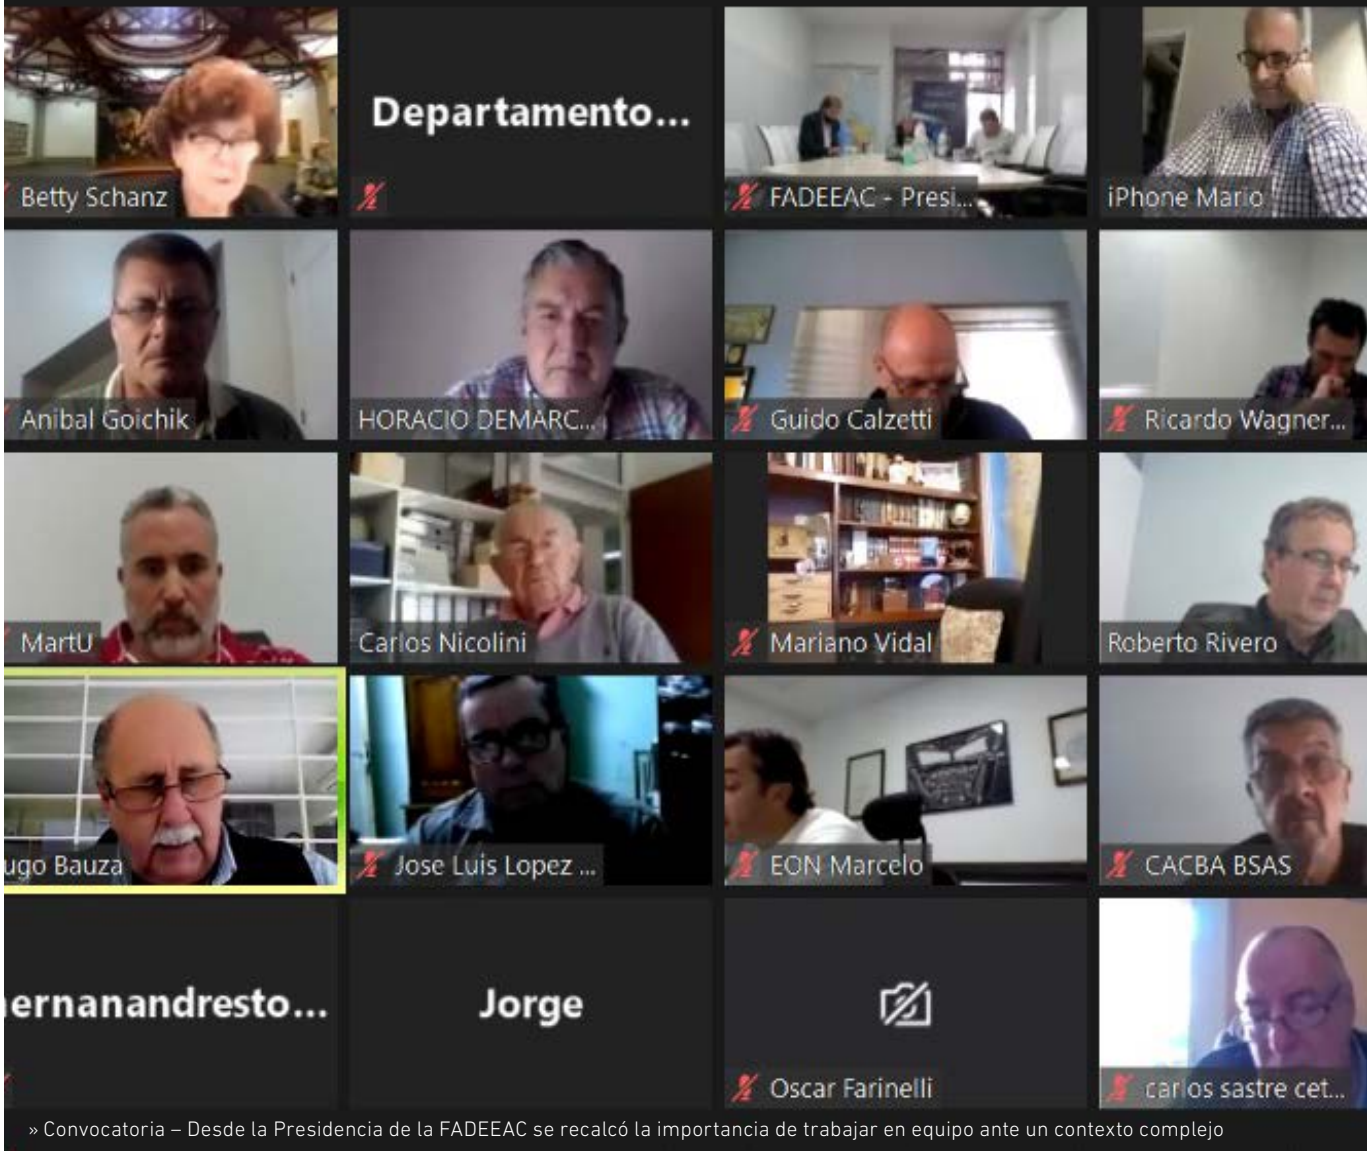 Betty Schanz
Departamento...
FADEEAC - Presi...
iPhone Mario
Anibal Goichik
HORACIO DEMARC...
Guido Calzetti
Ricardo Wagner...
MartU
Carlos Nicolini
Mariano Vidal
Roberto Rivero
ugo Bauza
Jose Luis Lopez ...
EON Marcelo
CACBA BSAS
ernanandresto...
Jorge
Oscar Farinelli
carlos sastre cet...
» Convocatoria – Desde la Presidencia de la FADEEAC se recalcó la importancia de trabajar en equipo ante un contexto complejo